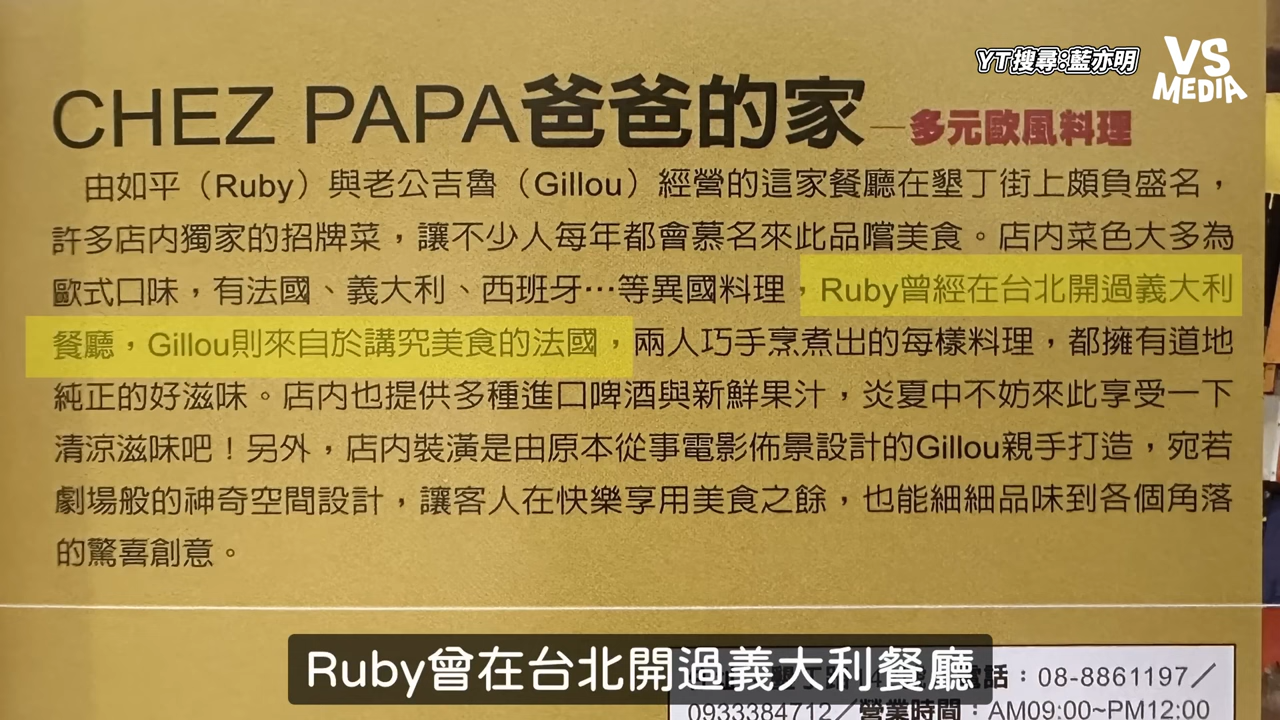 YT搜尋:藍亦明
VS
MEDIA
CHEZ PAPA爸爸的家—多元歐風料理
由如平（Ruby）與老公吉魯（Gillou）經營的這家餐廳在墾丁街上頗負盛名，
許多店內獨家的招牌菜，讓不少人每年都會慕名來此品嚐美食。店內菜色大多為
歐式口味，有法國、義大利、西班牙…等異國料理，Ruby曾經在台北開過義大利
餐廳，Gillou則來自於講究美食的法國，兩人巧手烹煮出的每樣料理，都擁有道地
純正的好滋味。店內也提供多種進口啤酒與新鮮果汁，炎夏中不妨來此享受一下
清涼滋味吧！另外，店內裝潢是由原本從事電影佈景設計的Gillou親手打造，宛若
劇場般的神奇空間設計，讓客人在快樂享用美食之餘，也能細細品味到各個角落
的驚喜創意。
Ruby曾在台北開過義大利餐廳
電話：08-8861197／
0933384712／營業時間：AM09:00~PM12:00